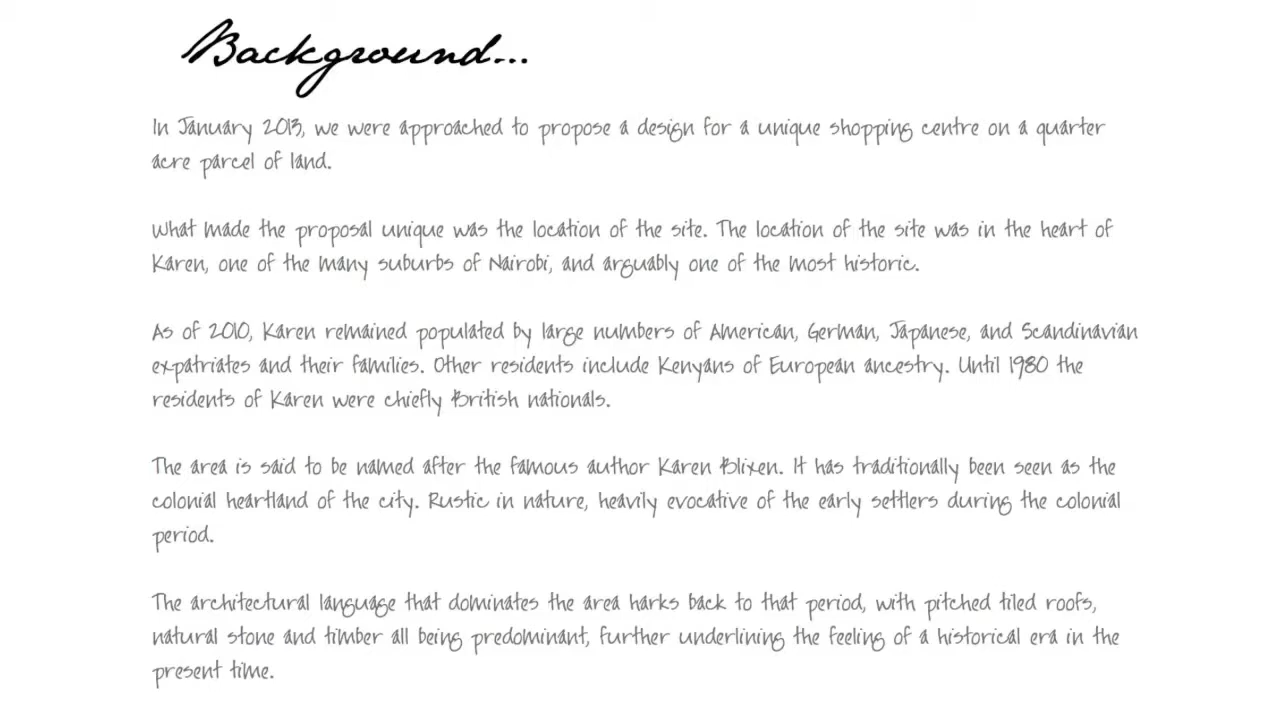 Background...
In January 2013, we were approached to propose a design for a unique shopping centre on a quarter
acre parcel of land.
What made the proposal unique was the location of the site. The location of the site was in the heart of
Karen, one of the many suburbs of Nairobi, and arguably one of the most historic.
As of 2010, Karen remained populated by large numbers of American, German, Japanese, and Scandinavian
expatriates and their families. Other residents include Kenyans of European ancestry. Until 1980 the
residents of Karen were chiefly British nationals.
The area is said to be named after the famous author Karen Blixen. It has traditionally been seen as the
colonial heartland of the city. Rustic in nature, heavily evocative of the early settlers during the colonial
period.
The architectural language that dominates the area harks back to that period, with pitched tiled roofs,
natural stone and timber all being predominant, further underlining the feeling of a historical era in the
present time.